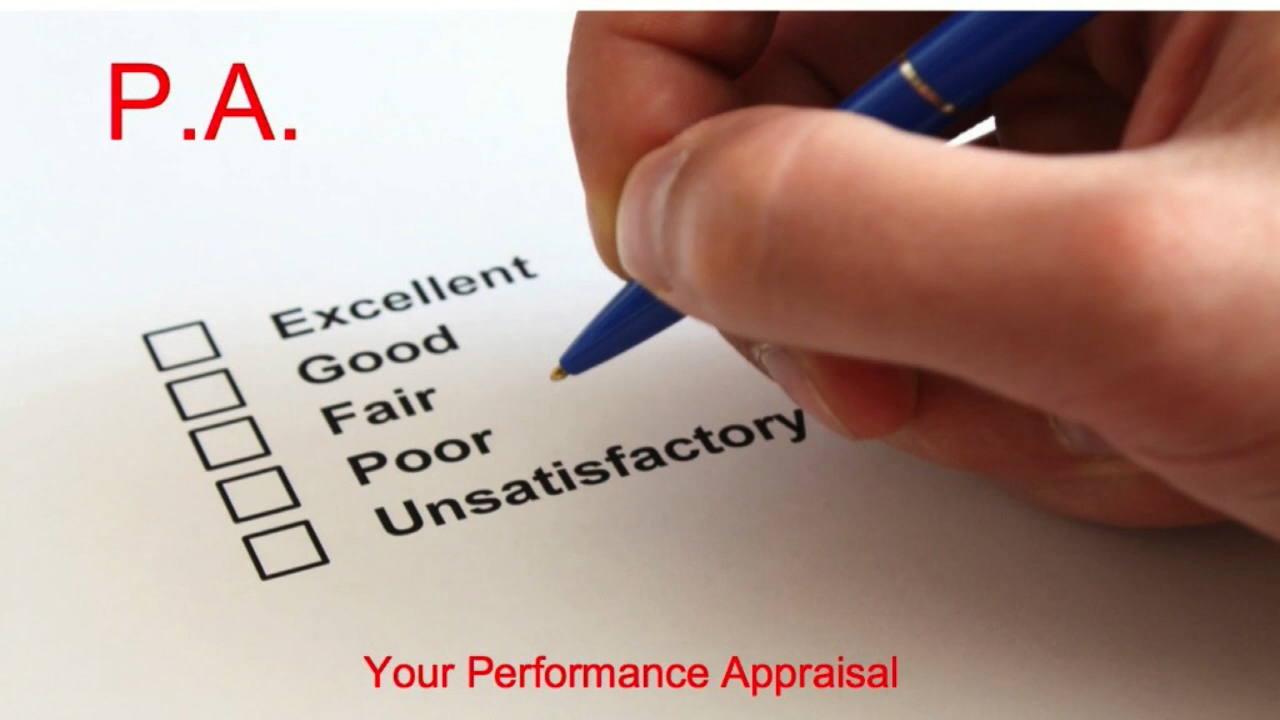 P.A.
Excellent
Good
Fair
Poor
Unsatisfactory
Your Performance Appraisal